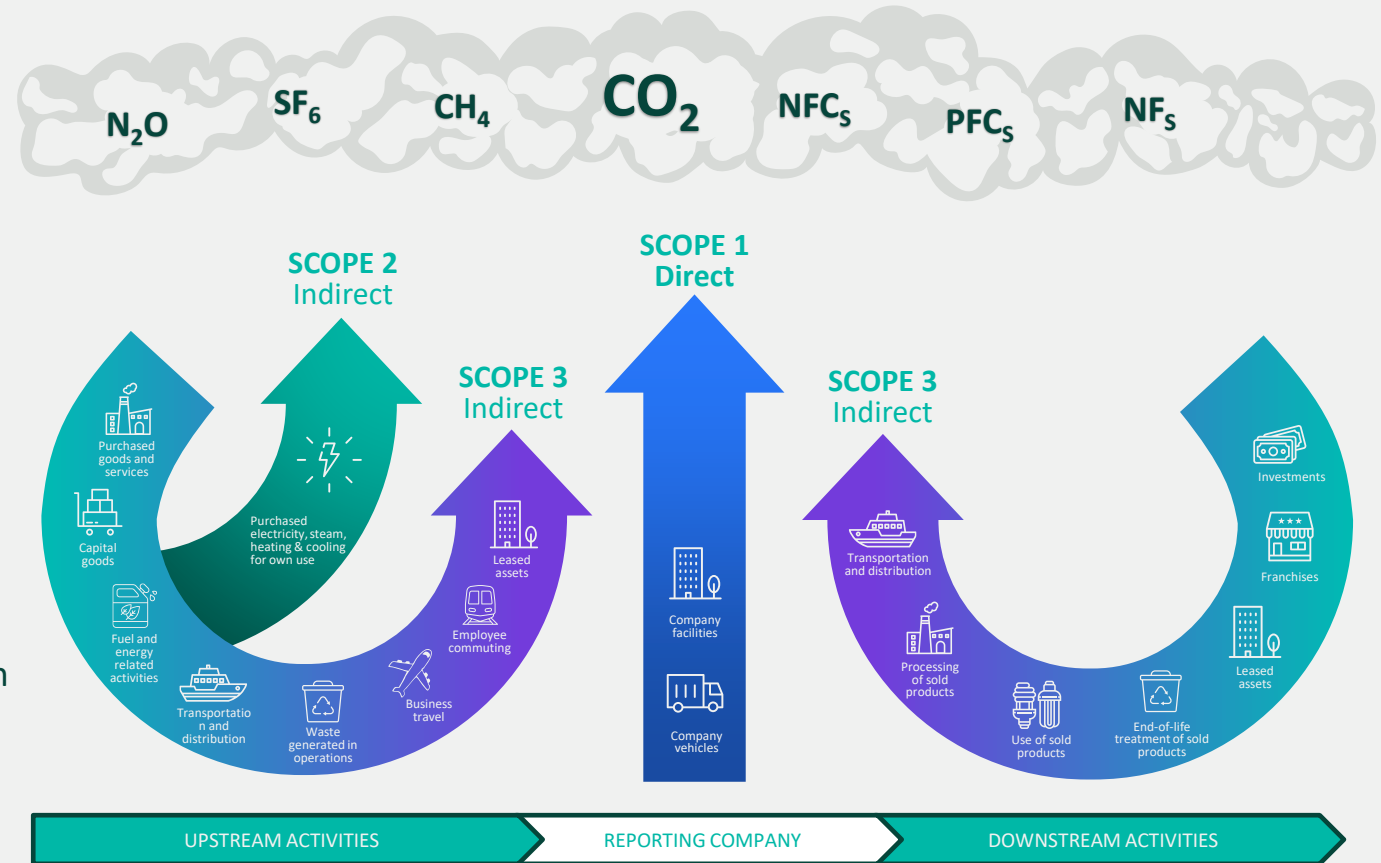 N₂O
SF₆
CH₄
CO₂
NFCₛ
PFCₛ
NFₛ
SCOPE 2
Indirect
SCOPE 3
Indirect
SCOPE 1
Direct
SCOPE 3
Indirect
Purchased
goods and
services
Capital
goods
Fuel and
energy
related
activities
Transportatio
n and
distribution
Waste
generated in
operations
Business
travel
Employee
commuting
Leased
assets
Purchased
electricity, steam,
heating & cooling
for own use
Company
facilities
Company
vehicles
Transportation
and distribution
Processing
of sold
products
Use of sold
products
End-of-life
treatment of sold
products
Leased
assets
Franchises
Investments
n
UPSTREAM ACTIVITIES
REPORTING COMPANY
DOWNSTREAM ACTIVITIES